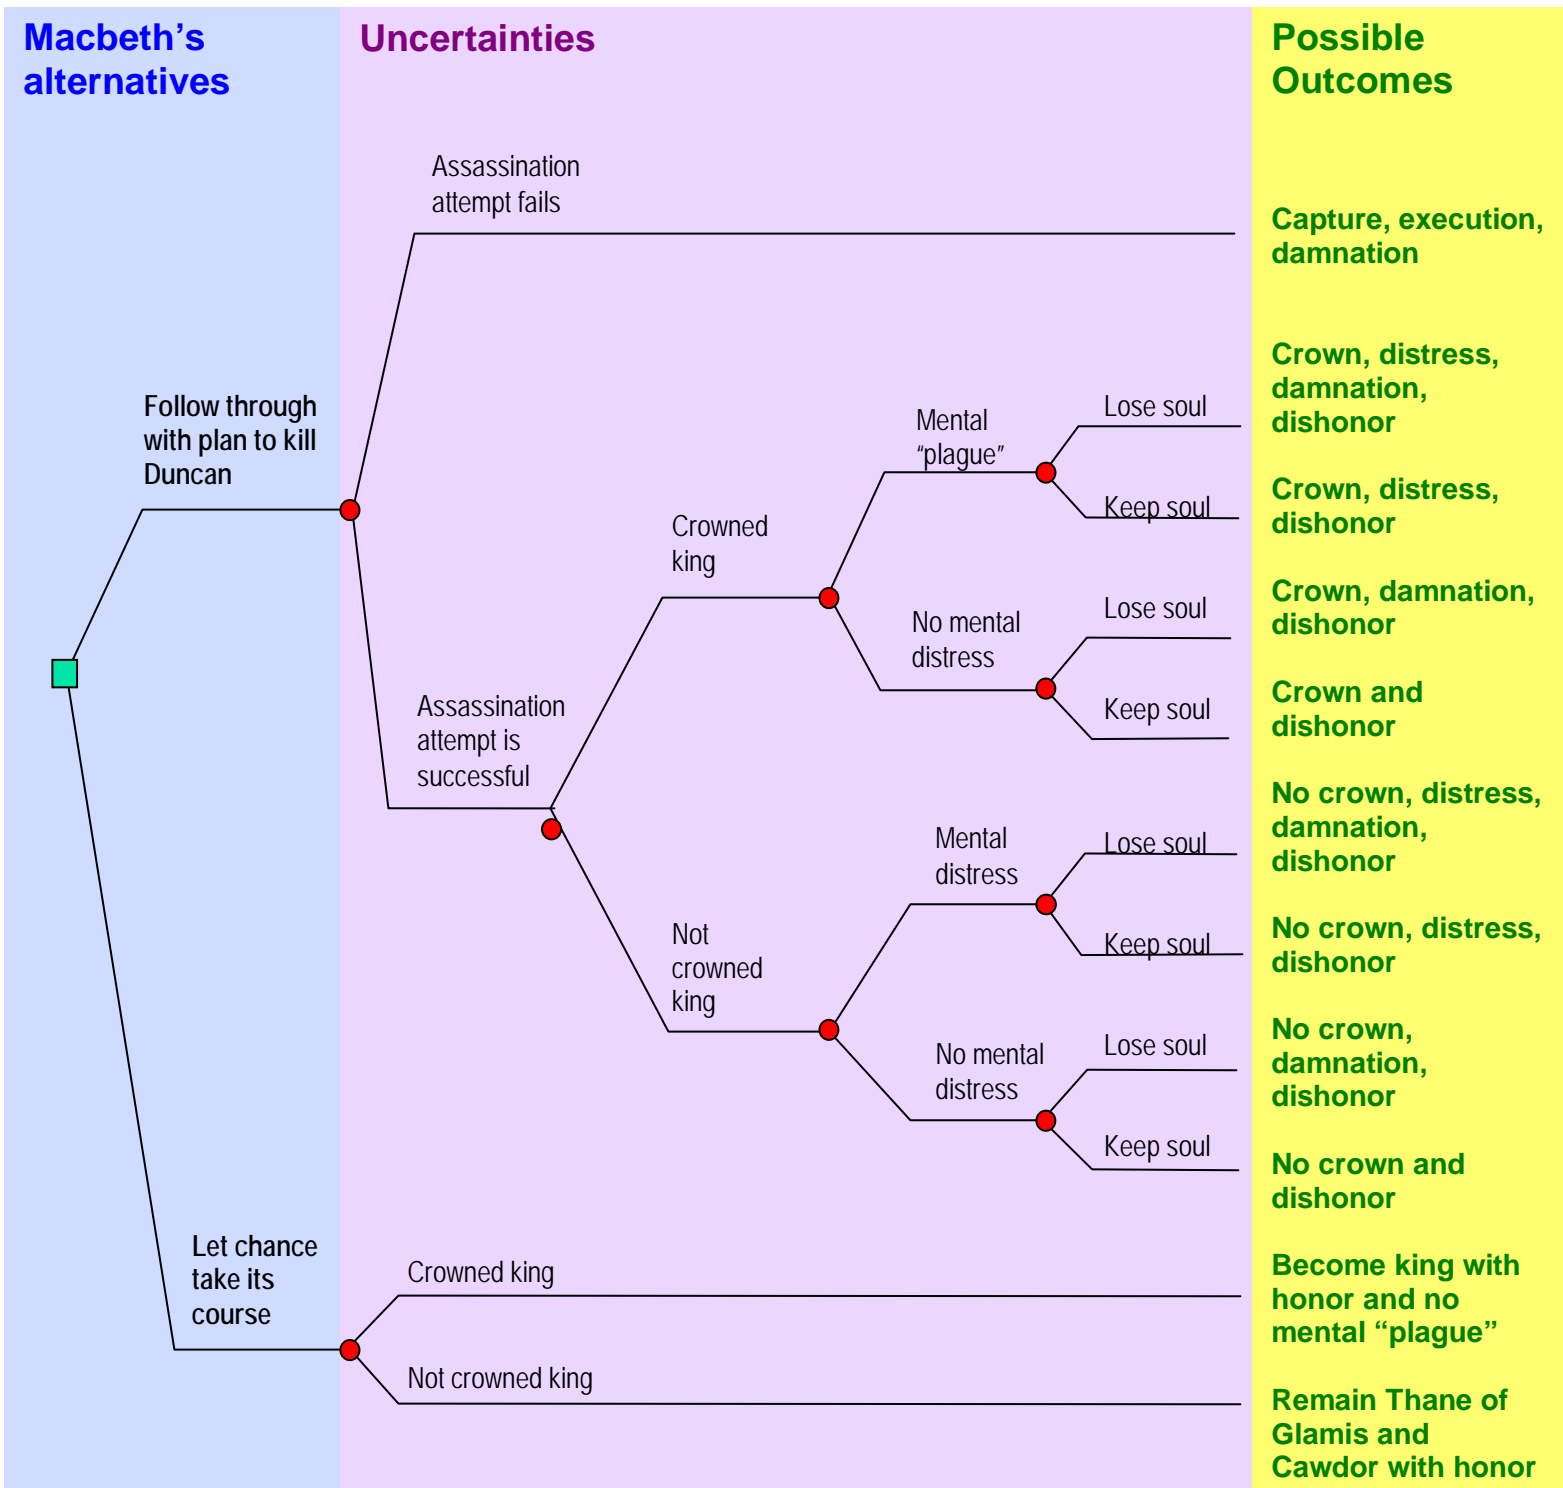 Macbeth's
alternatives
Uncertainties
Possible
Outcomes
Assassination
attempt fails
Capture, execution,
damnation
Follow through
with plan to kill
Duncan
Assassination
attempt is
successful
Crowned
king
Mental
“plague”
Lose soul
Crown, distress,
damnation,
dishonor
Keep soul
Crown, distress,
dishonor
No mental
distress
Lose soul
Crown, damnation,
dishonor
Keep soul
Crown and
dishonor
Not
crowned
king
Mental
distress
Lose soul
No crown, distress,
damnation,
dishonor
Keep soul
No crown, distress,
dishonor
No mental
distress
Lose soul
No crown,
damnation,
dishonor
Keep soul
No crown and
dishonor
Let chance
take its
course
Crowned king
Become king with
honor and no
mental “plague”
Not crowned king
Remain Thane of
Glamis and
Cawdor with honor